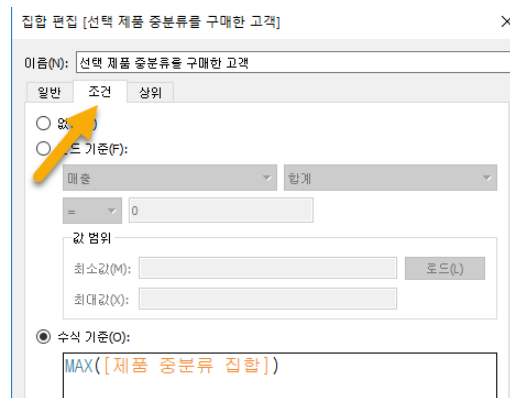 집합 편집 [선택 제품 중분류를 구매한 고객]
이름(N): 선택 제품 중분류를 구매한 고객
일반 조건 상위
기준(F):
매출 합계
= 0
값 범위
최소값(M): 로드(L)
최대값(X):
수식 기준(O):
MAX([제품 중분류 집합])